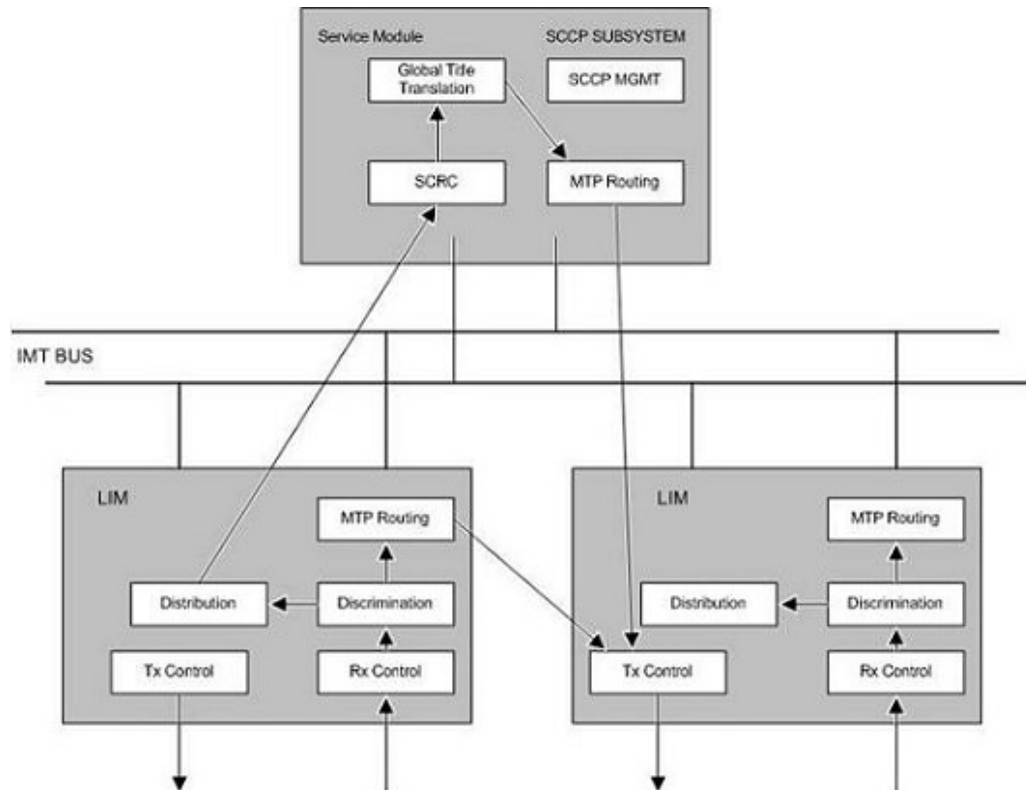 Service Module
SCCP SUBSYSTEM
Global Title
Translation
SCCP MGMT
SCRC
MTP Routing
IMT BUS
LIM
MTP Routing
Distribution
Discrimination
Tx Control
Rx Control
LIM
MTP Routing
Distribution
Discrimination
Tx Control
Rx Control